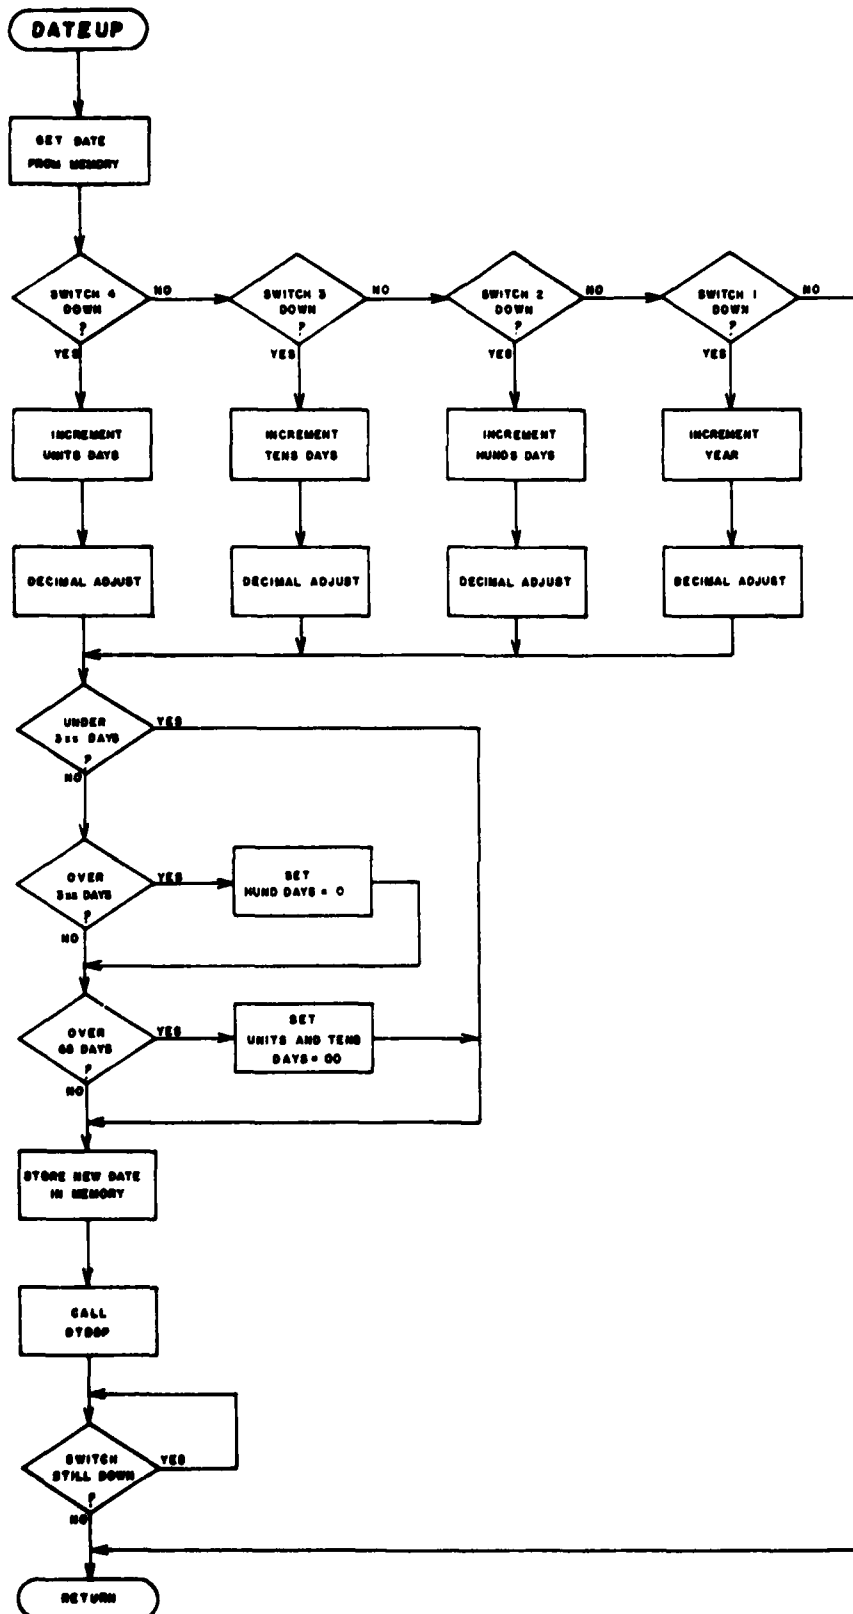 DATEUP
GET DATE
FROM MEMORY
SWITCH 4
DOWN
?
NO
YES
SWITCH 3
DOWN
?
NO
YES
SWITCH 2
DOWN
?
NO
YES
SWITCH 1
DOWN
?
NO
YES
INCREMENT
UNITS DAYS
INCREMENT
TENS DAYS
INCREMENT
HUNDS DAYS
INCREMENT
YEAR
DECIMAL ADJUST
DECIMAL ADJUST
DECIMAL ADJUST
DECIMAL ADJUST
UNDER
3xx DAYS
?
YES
NO
OVER
3xx DAYS
?
YES
NO
SET
HUND DAYS = 0
OVER
DAYS
?
YES
NO
SET
UNITS AND TENS
DAYS = 00
STORE NEW DATE
IN MEMORY
CALL
SWITCH
STILL DOWN
?
YES
NO
RETURN